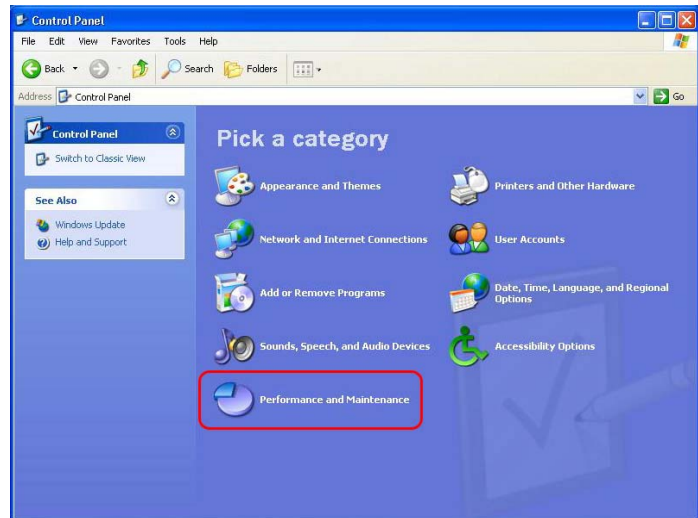 Control Panel
File Edit View Favorites Tools Help
Back Search Folders
Address Control Panel Go
Control Panel
Switch to Classic View
See Also
Windows Update
Help and Support
Pick a category
Appearance and Themes
Printers and Other Hardware
Network and Internet Connections
User Accounts
Add or Remove Programs
Date, Time, Language, and Regional
Options
Sounds, Speech, and Audio Devices
Accessibility Options
Performance and Maintenance